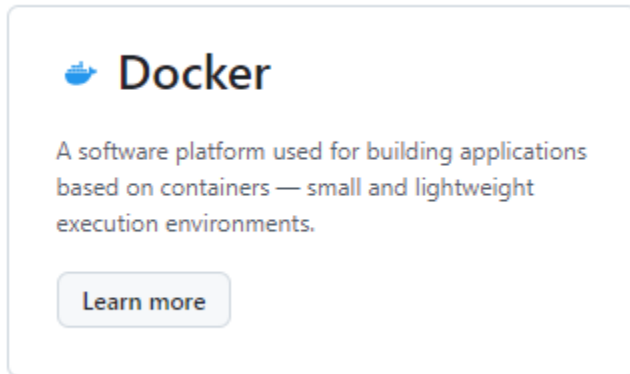 Docker
A software platform used for building applications
based on containers — small and lightweight
execution environments.
Learn more